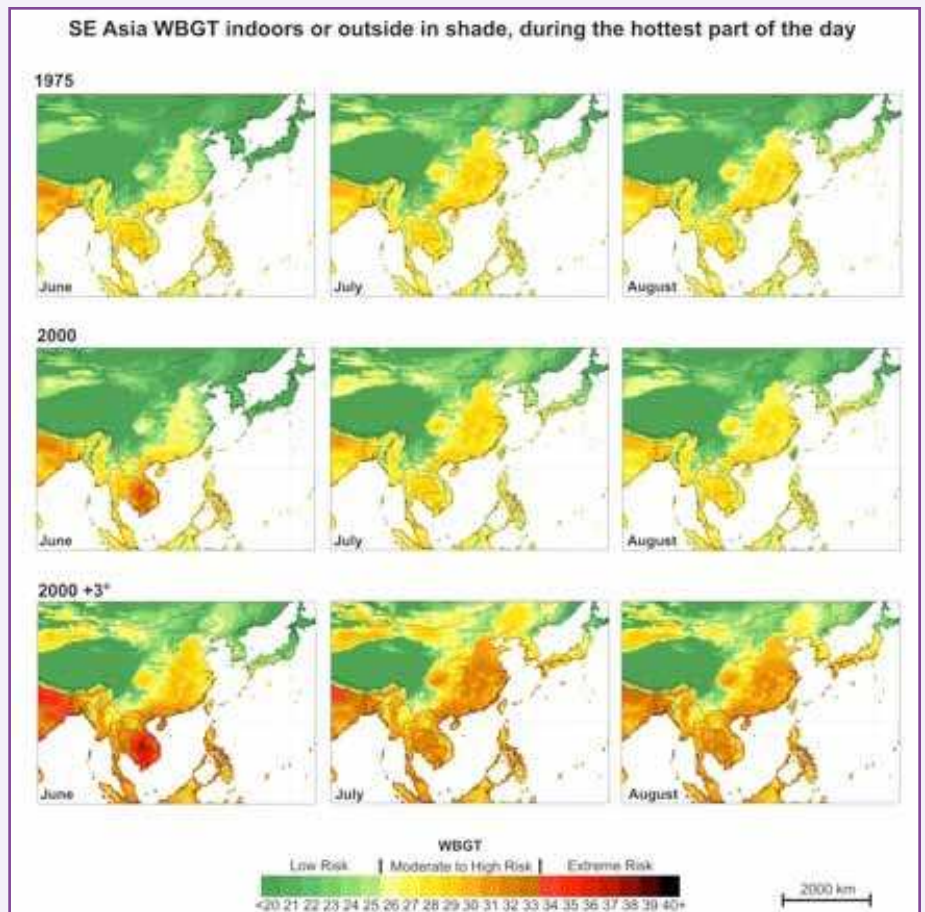 SE Asia WBGT indoors or outside in shade, during the hottest part of the day
1975
June
July
August
2000
June
July
August
2000 +3°
June
July
August
WBGT
Low Risk | Moderate to High Risk | Extreme Risk
<20 21 22 23 24 25 26 27 28 29 30 31 32 33 34 35 36 37 38 39 40+
2000 km